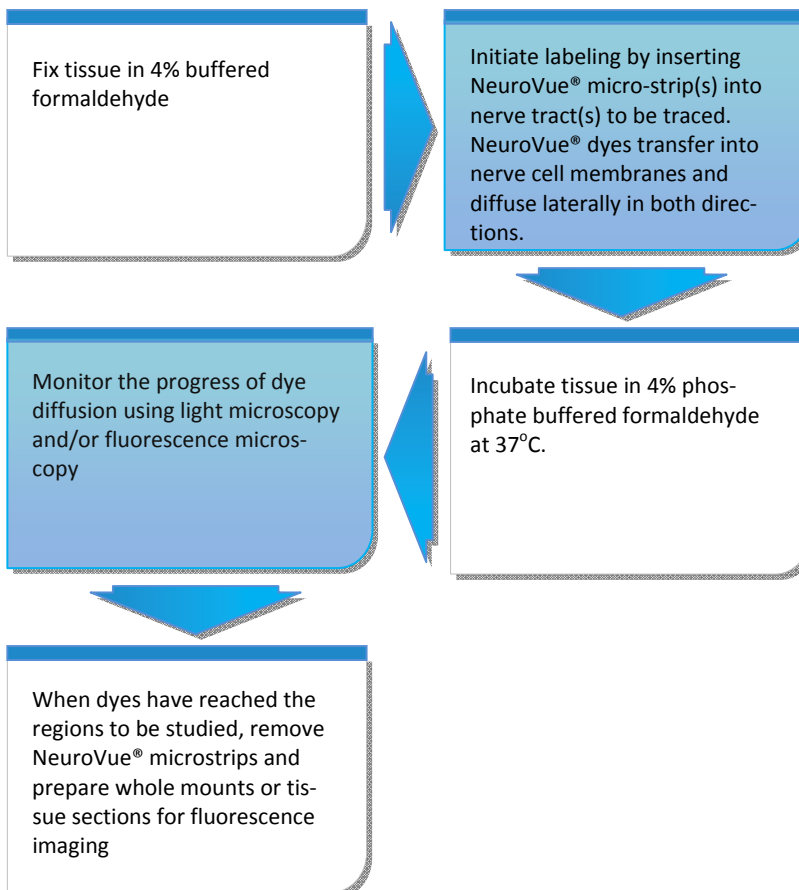 Fix tissue in 4% buffered
formaldehyde
Initiate labeling by inserting
NeuroVue® micro-strip(s) into
nerve tract(s) to be traced.
NeuroVue® dyes transfer into
nerve cell membranes and
diffuse laterally in both direc-
tions.
Incubate tissue in 4% phos-
phate buffered formaldehyde
at 37°C.
Monitor the progress of dye
diffusion using light microscopy
and/or fluorescence micros-
copy
When dyes have reached the
regions to be studied, remove
NeuroVue® microstrips and
prepare whole mounts or tis-
sue sections for fluorescence
imaging